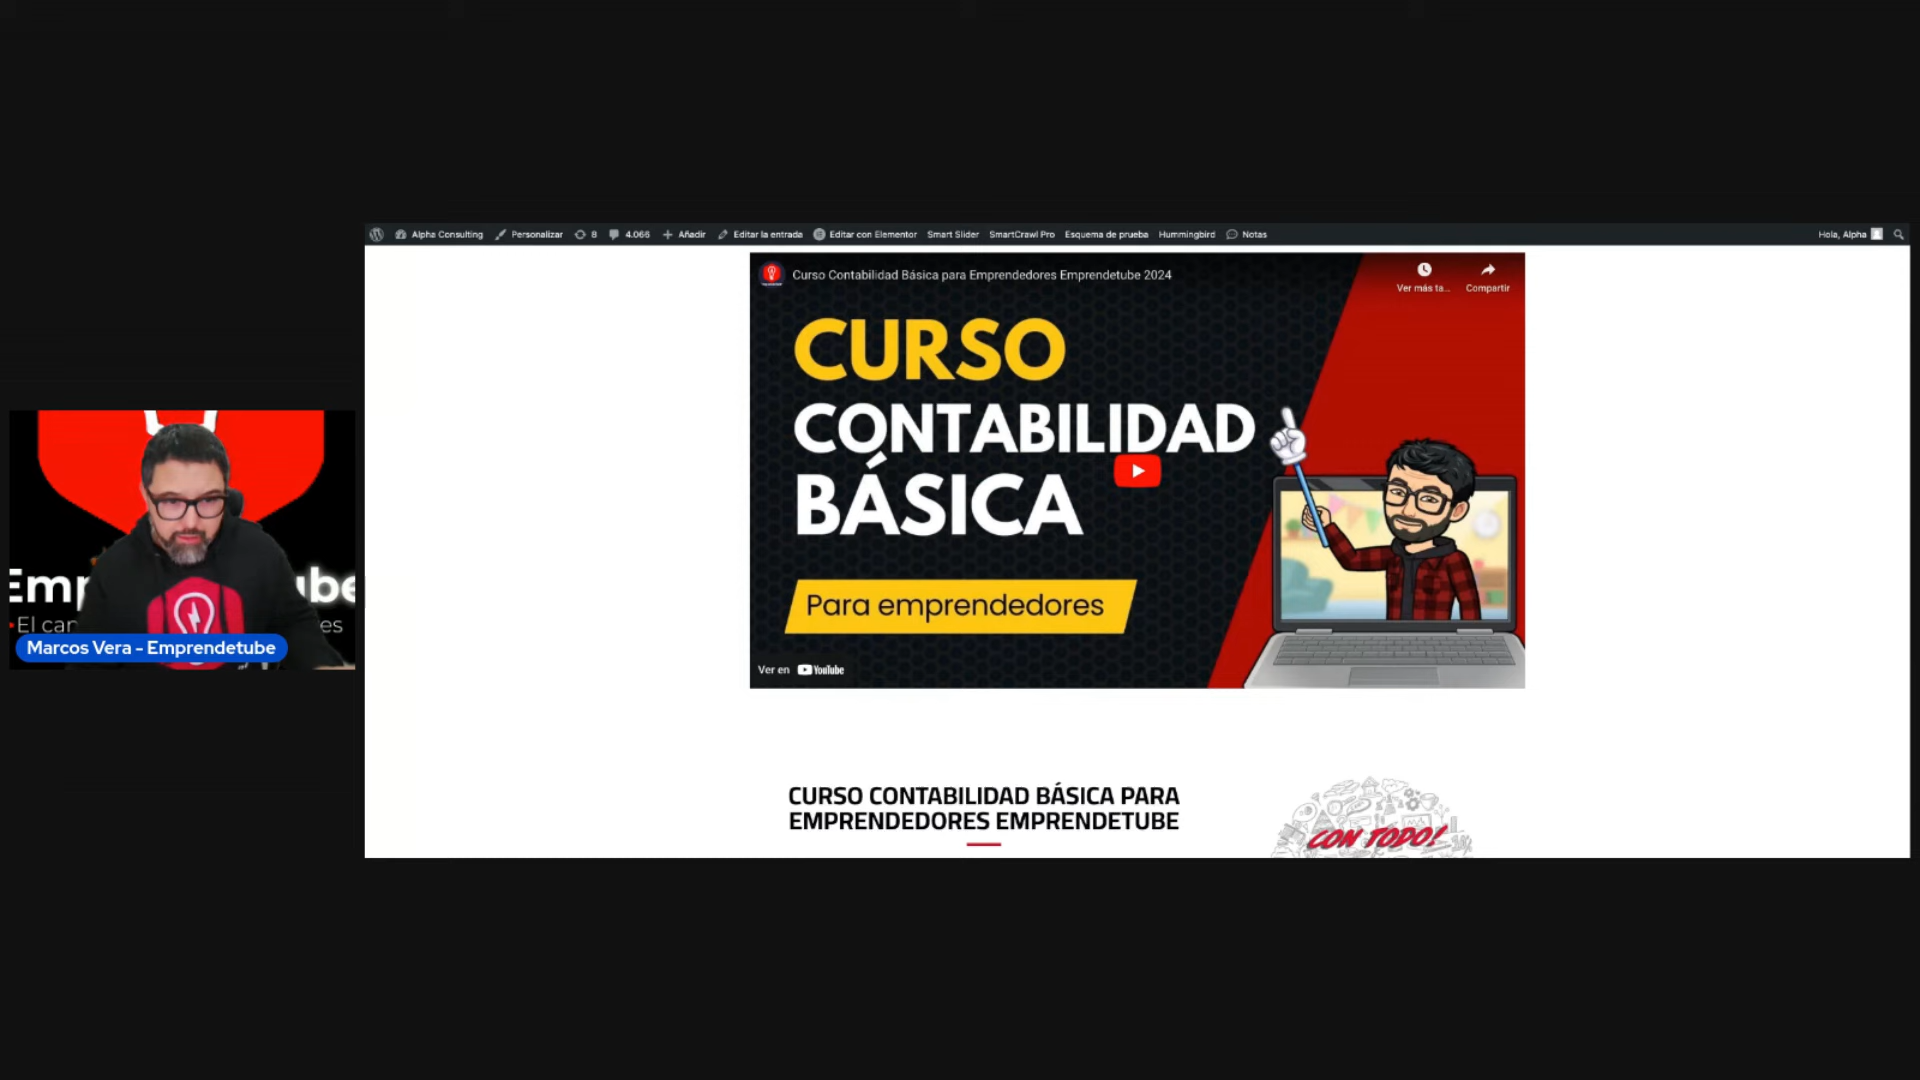 Alpha Consulting Personalizar 8 4.066 Añadir Editar la entrada Editar con Elementor Smart Slider SmartCrawl Pro Esquema de prueba Hummingbird Notas Hola, Alpha
Curso Contabilidad Básica para Emprendedores Emprendetube 2024
Ver más ta... Compartir
CURSO
CONTABILIDAD
BÁSICA
Para emprendedores
Ver en YouTube
Marcos Vera - Emprendetube
CURSO CONTABILIDAD BÁSICA PARA
EMPRENDEDORES EMPRENDETUBE
CON TODO!